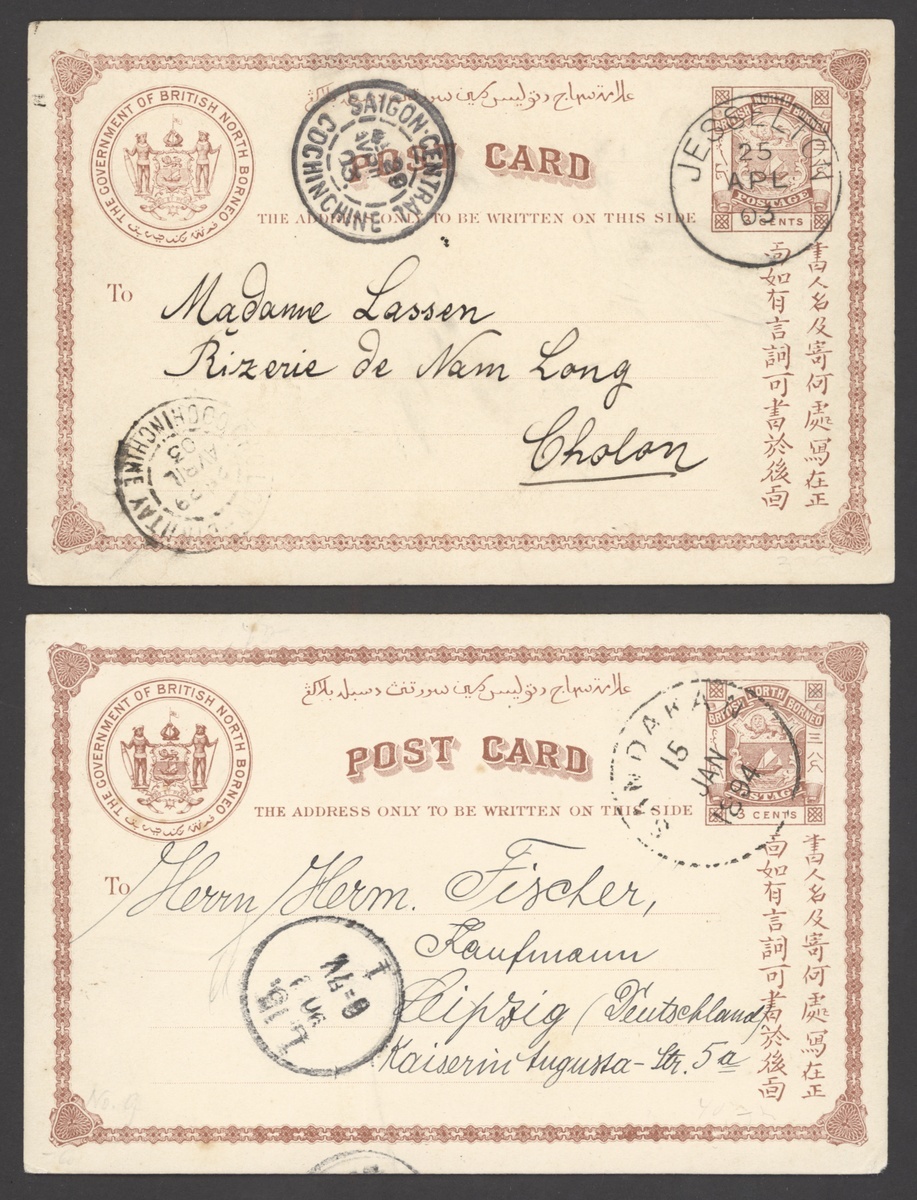 THE GOVERNMENT OF BRITISH NORTH BORNEO
SAIGON-CENTRAL
COCHINCHINE
POST CARD
THE ADDRESS ONLY TO BE WRITTEN ON THIS SIDE
JESSELTON
25
APL
03
BRITISH NORTH BORNEO
POSTAGE
3 CENTS
To
Madame Lassen
Rizerie de Nam Long
Cholon
書人名及寄何處寫在正
面如有言詞可書於後面
COCHINCHINE
29
AVRIL
03
THE GOVERNMENT OF BRITISH NORTH BORNEO
POST CARD
THE ADDRESS ONLY TO BE WRITTEN ON THIS SIDE
SANDAKAN
15
JAN
1894
BRITISH NORTH BORNEO
POSTAGE
3 CENTS
To
Herrn Herm. Fischer,
Kaufmann
Leipzig (Deutschland)
Kaiserin Augusta-Str. 5a
書人名及寄何處寫在正
面如有言詞可書於後面